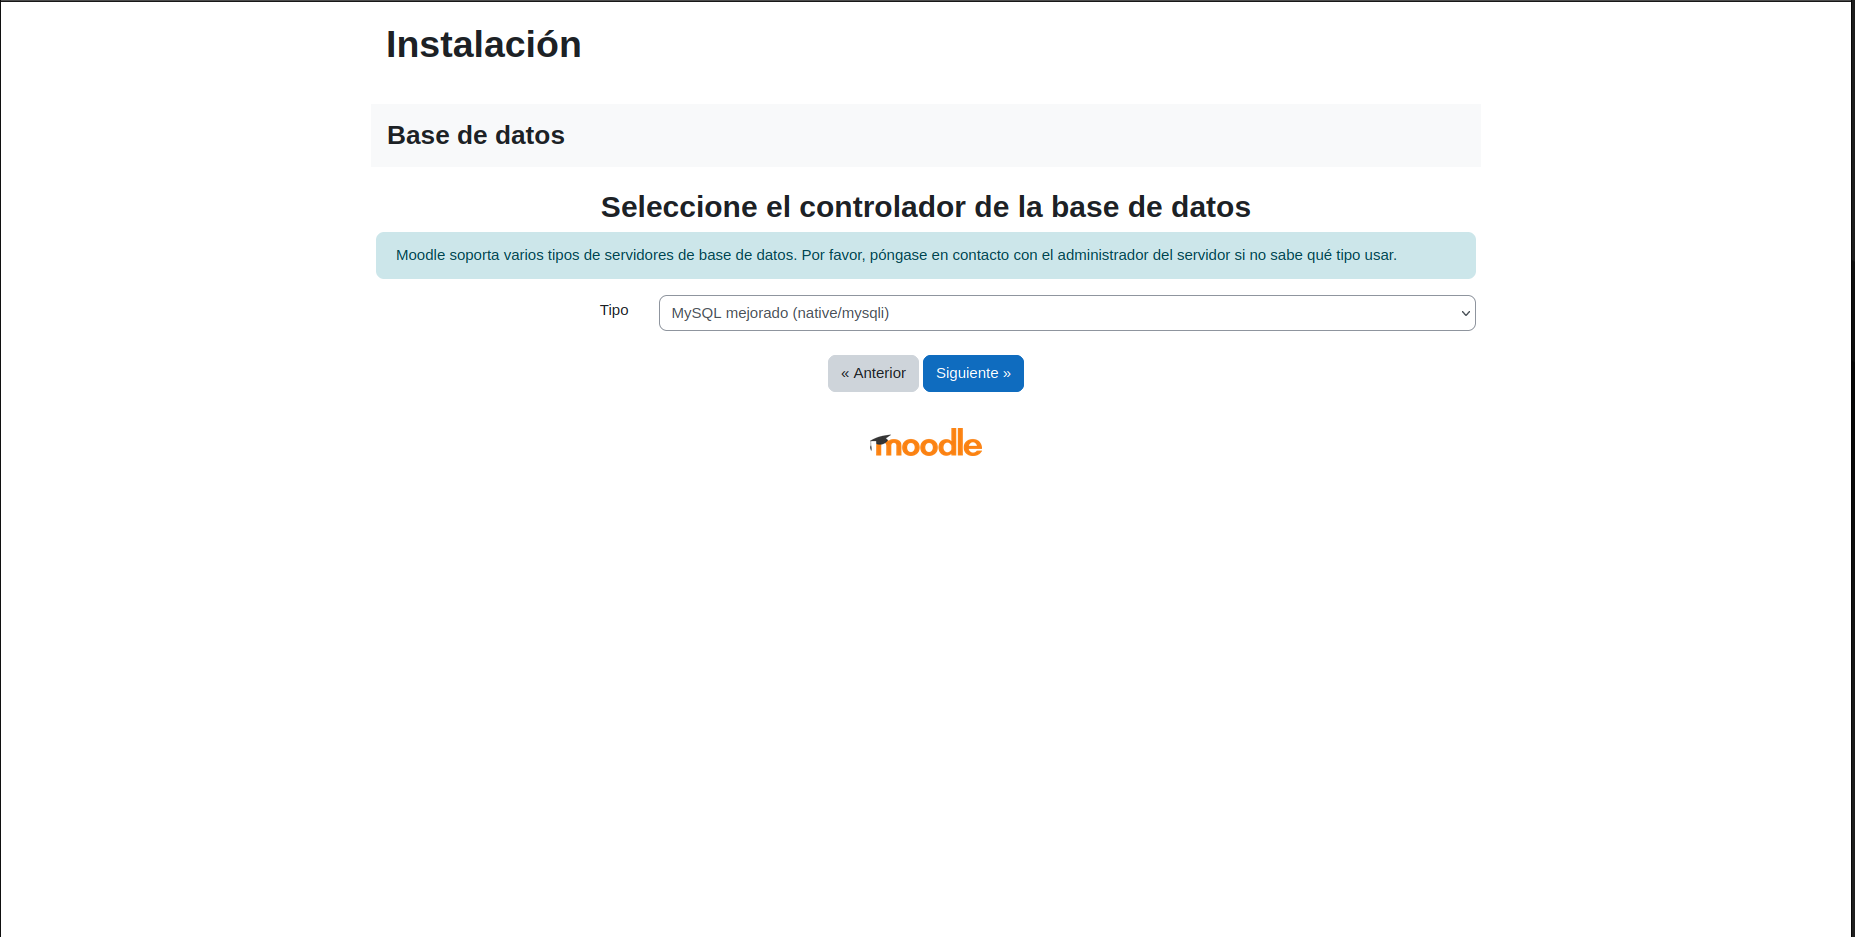 Instalación
Base de datos
Seleccione el controlador de la base de datos
Moodle soporta varios tipos de servidores de base de datos. Por favor, póngase en contacto con el administrador del servidor si no sabe qué tipo usar.
Tipo
MySQL mejorado (native/mysqli)
« Anterior
Siguiente »
moodle